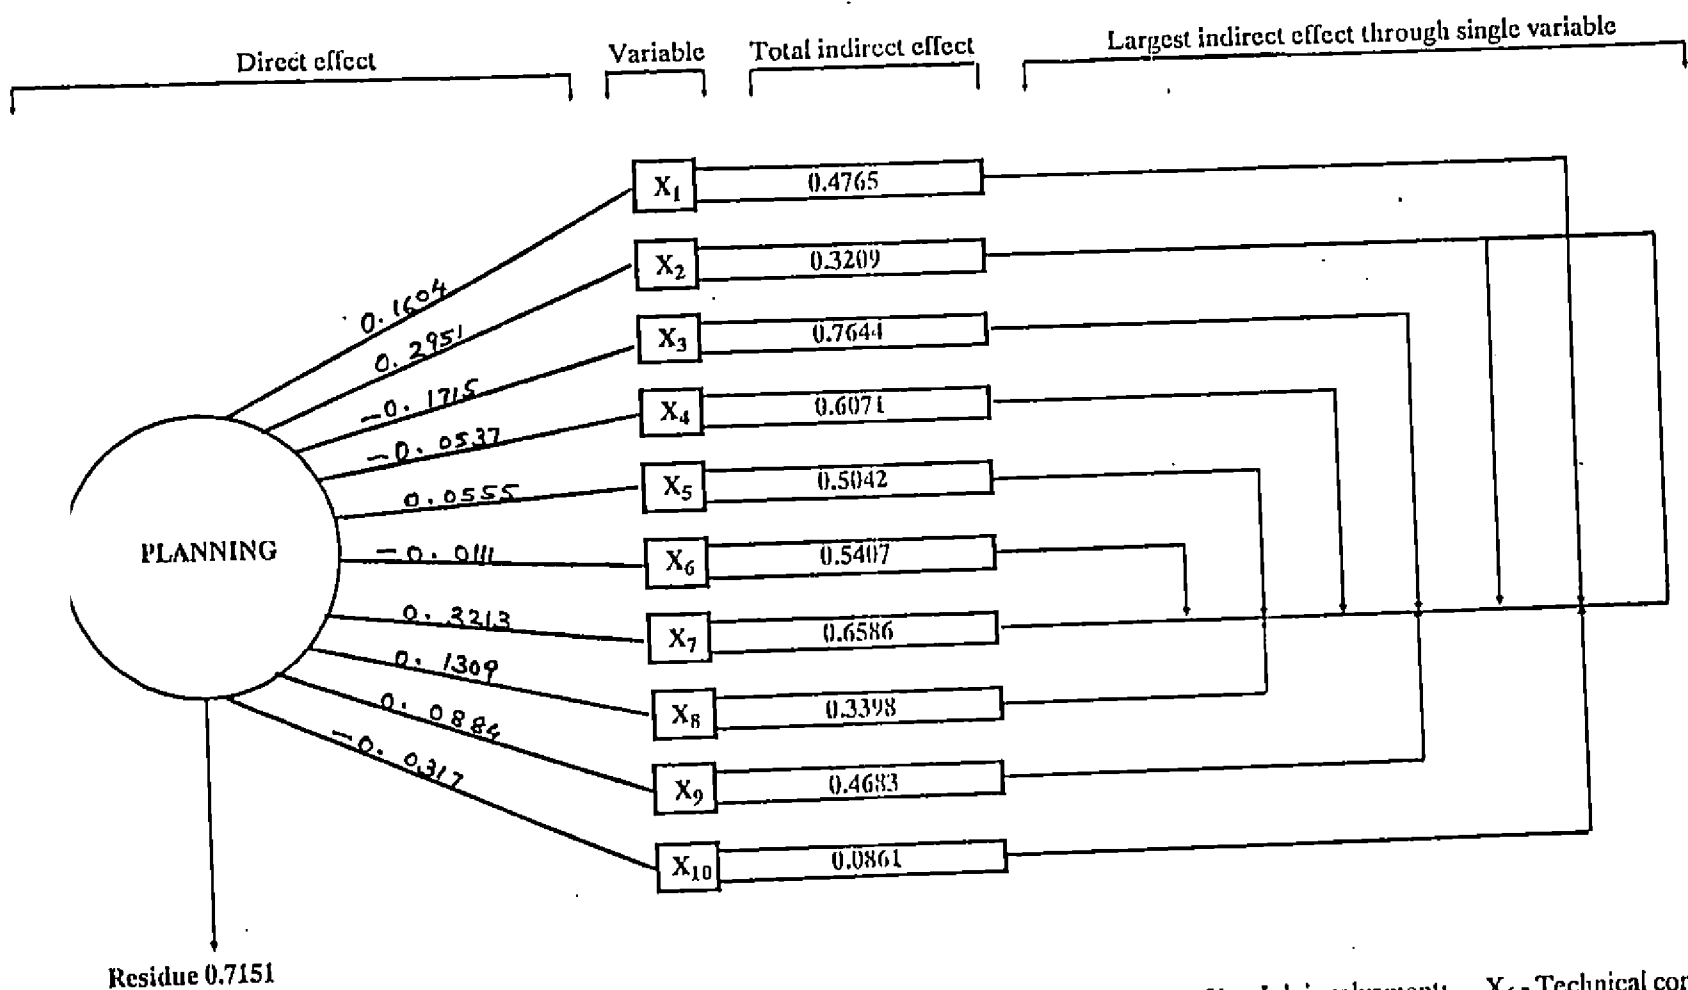 Direct effect Variable Total indirect effect Largest indirect effect through single variable
X1 0.4765
0.1604
X2 0.3209
0.2951
X3 0.7644
-0.1715
X4 0.6071
-0.0537
X5 0.5042
0.0555
X6 0.5407
-0.0111
PLANNING
X7 0.6586
0.3213
X8 0.3398
0.1309
X9 0.4683
0.0884
X10 0.0861
-0.0317
Residue 0.7151
X6 - Technical